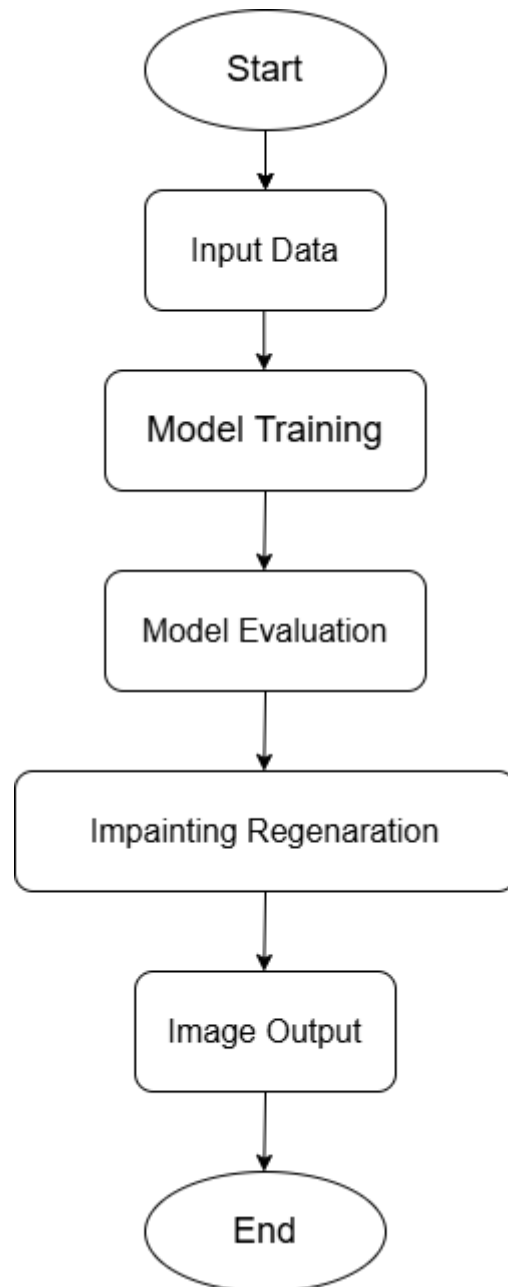 Start
Input Data
Model Training
Model Evaluation
Impainting Regenaration
Image Output
End